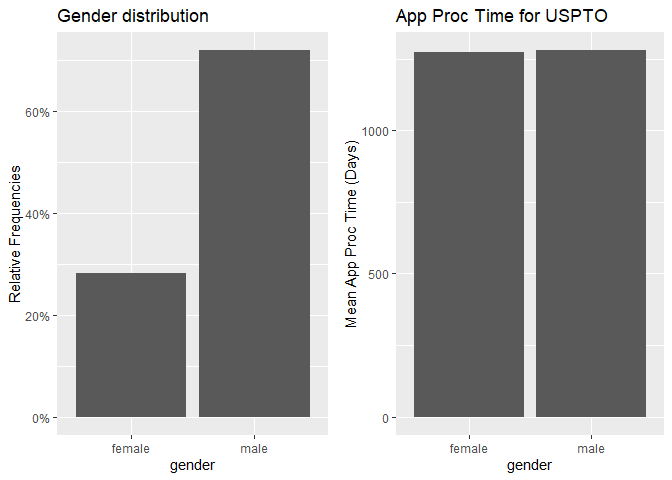 Gender distribution
Relative Frequencies
60%
40%
20%
0%
female male
gender
App Proc Time for USPTO
Mean App Proc Time (Days)
1000
500
0
female male
gender